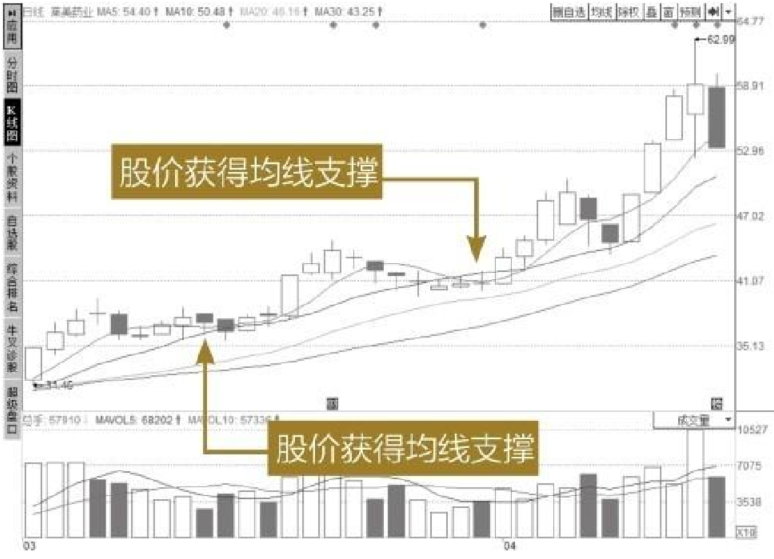 日线 莱美药业 MA5: 54.40↑ MA10: 50.48↑ MA20: 46.16↑ MA30: 43.25↑
删自选 均线 除权 叠 窗 预测
应用
分时图
K线图
个股资料
自选股
综合排名
牛叉诊股
超级盘口
64.77
62.99
58.91
52.96
47.02
41.07
35.13
31.46
股价获得均线支撑
股价获得均线支撑
总手: 57810↓ MAVOL5: 68202↑ MAVOL10: 57336↑
成交量
10527
7075
3538
X10
03
04